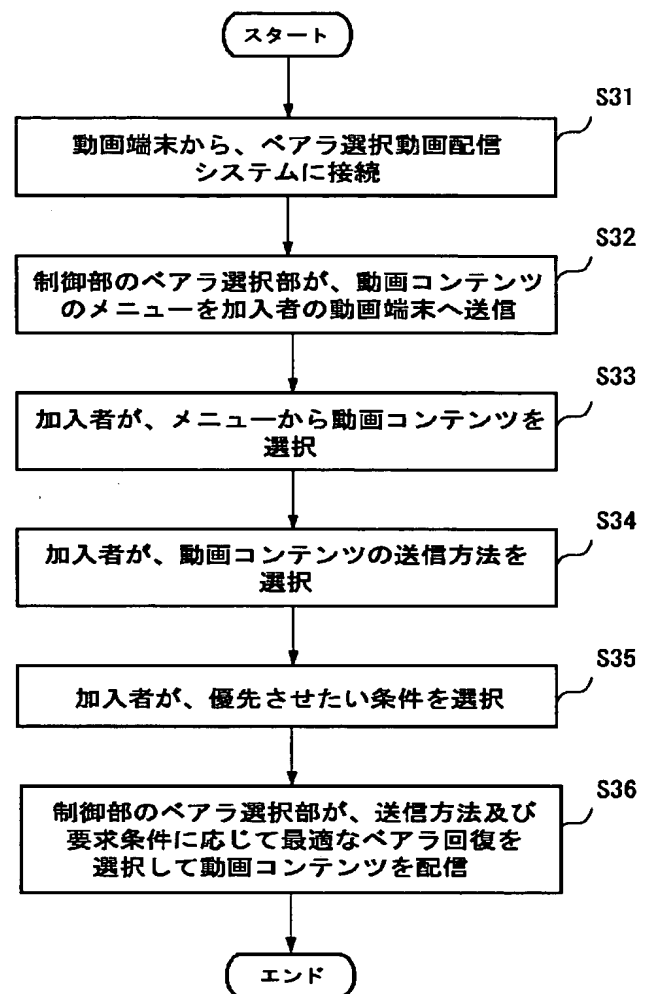 スタート
S31
動画端末から、ベアラ選択動画配信
システムに接続
S32
制御部のベアラ選択部が、動画コンテンツ
のメニューを加入者の動画端末へ送信
S33
加入者が、メニューから動画コンテンツを
選択
S34
加入者が、動画コンテンツの送信方法を
選択
S35
加入者が、優先させたい条件を選択
S36
制御部のベアラ選択部が、送信方法及び
要求条件に応じて最適なベアラ回復を
選択して動画コンテンツを配信
エンド